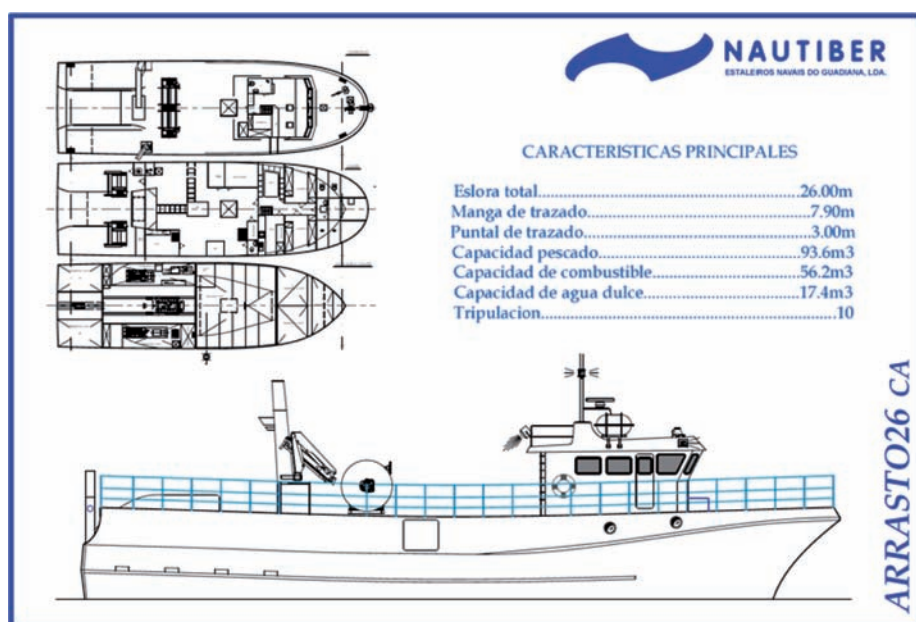 NAUTIBER
ESTALEIROS NAVAIS DO GUADIANA, LDA.
CARACTERISTICAS PRINCIPALES
Eslora total..............................................26.00m
Manga de trazado....................................7.90m
Puntal de trazado.....................................3.00m
Capacidad pescado.................................93.6m3
Capacidad de combustible.....................56.2m3
Capacidad de agua dulce.......................17.4m3
Tripulacion....................................................10
ARRASTO26 CA